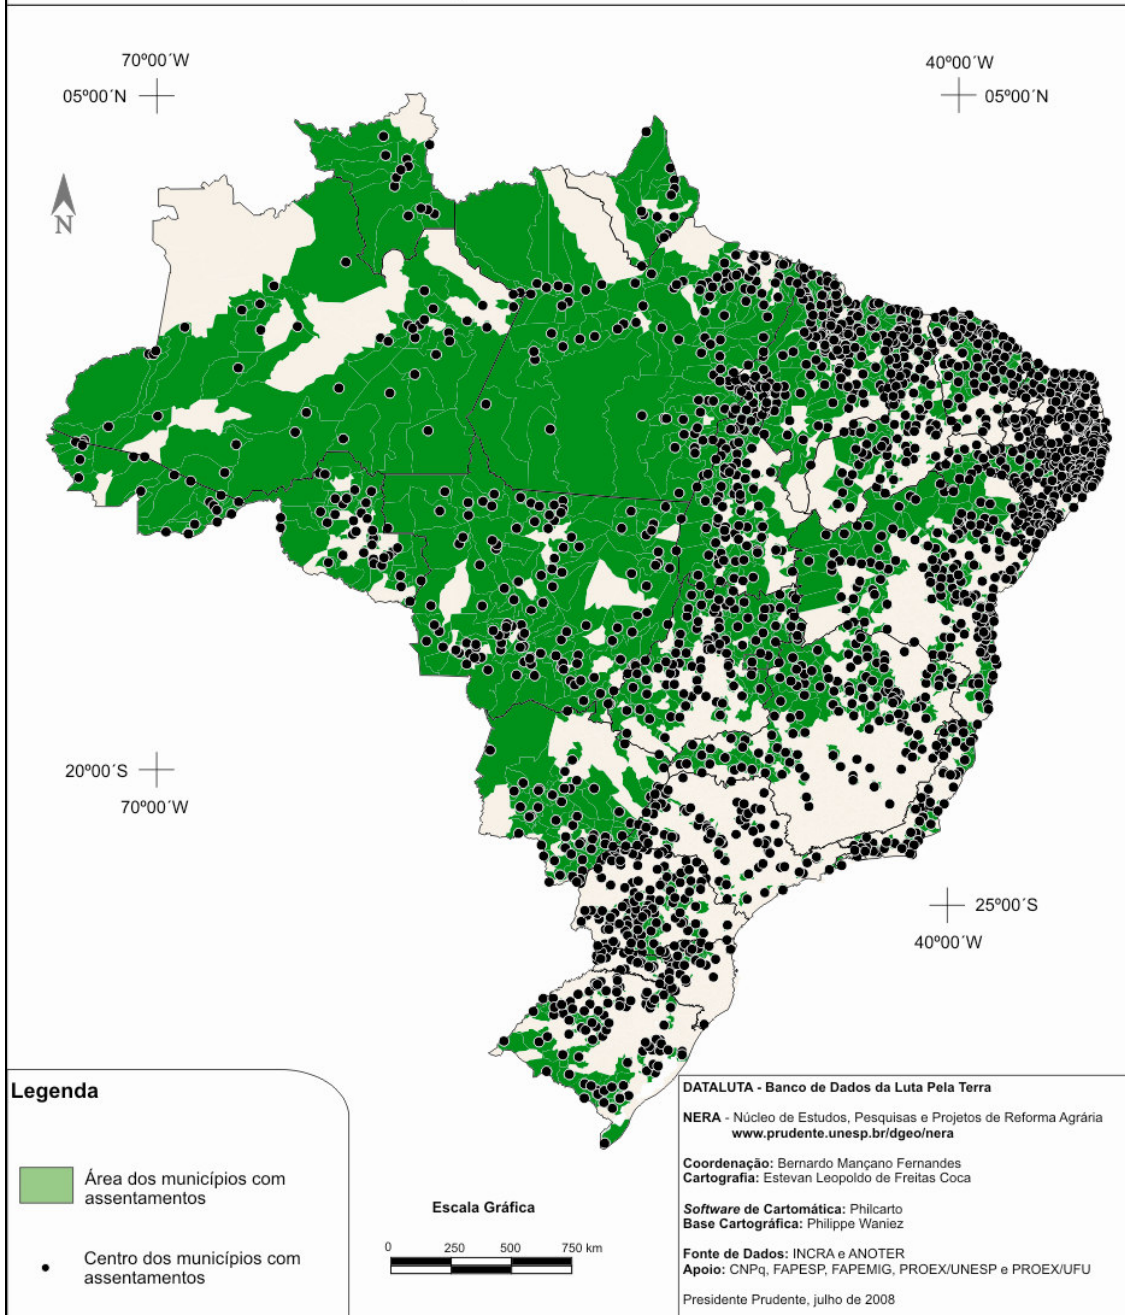 70º00´W
05º00´N
40º00´W
05º00´N
N
20º00´S
70º00´W
25º00´S
40º00´W
Legenda
Área dos municípios com
assentamentos
Centro dos municípios com
assentamentos
Escala Gráfica
0 250 500 750 km
DATALUTA - Banco de Dados da Luta Pela Terra
NERA - Núcleo de Estudos, Pesquisas e Projetos de Reforma Agrária
www.prudente.unesp.br/dgeo/nera
Coordenação: Bernardo Mançano Fernandes
Cartografia: Estevan Leopoldo de Freitas Coca
Software de Cartomática: Philcarto
Base Cartográfica: Philippe Waniez
Fonte de Dados: INCRA e ANOTER
Apoio: CNPq, FAPESP, FAPEMIG, PROEX/UNESP e PROEX/UFU
Presidente Prudente, julho de 2008